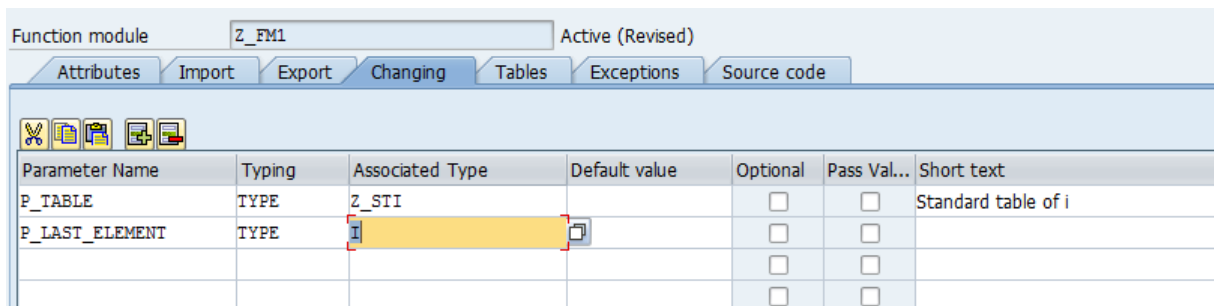 Function module Z_FM1 Active (Revised)
Attributes Import Export Changing Tables Exceptions Source code
Parameter Name Typing Associated Type Default value Optional Pass Val... Short text
P_TABLE TYPE Z_STI Standard table of i
P_LAST_ELEMENT TYPE I